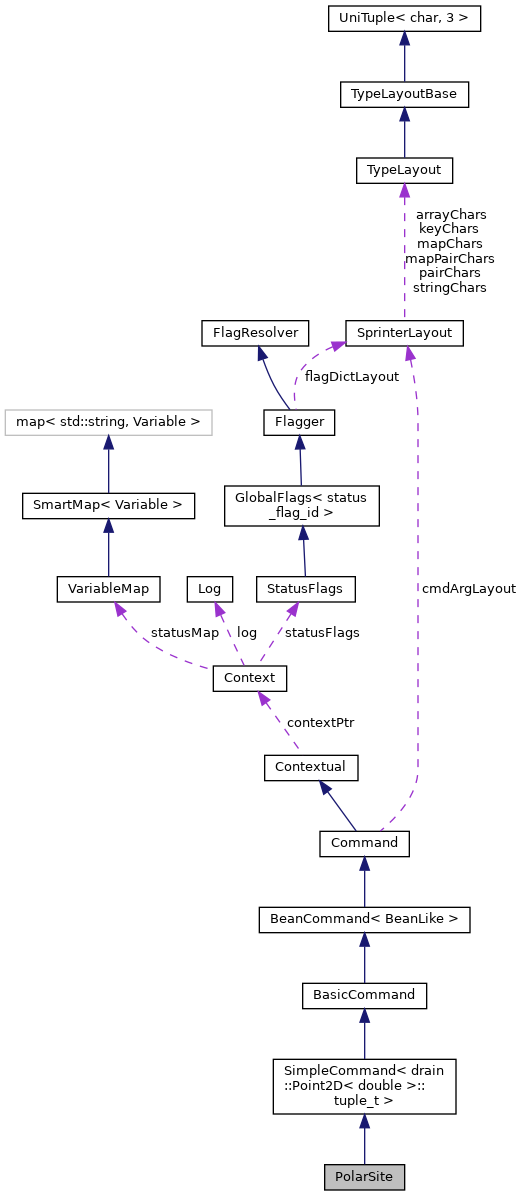 UniTuple< char, 3 >
TypeLayoutBase
TypeLayout
arrayChars
keyChars
mapChars
mapPairChars
pairChars
stringChars
FlagResolver
SprinterLayout
flagDictLayout
map< std::string, Variable >
Flagger
SmartMap< Variable >
GlobalFlags< status
_flag_id >
VariableMap
Log
StatusFlags
cmdArgLayout
statusMap
log
statusFlags
Context
contextPtr
Contextual
Command
BeanCommand< BeanLike >
BasicCommand
SimpleCommand< drain
::Point2D< double >::
tuple_t >
PolarSite